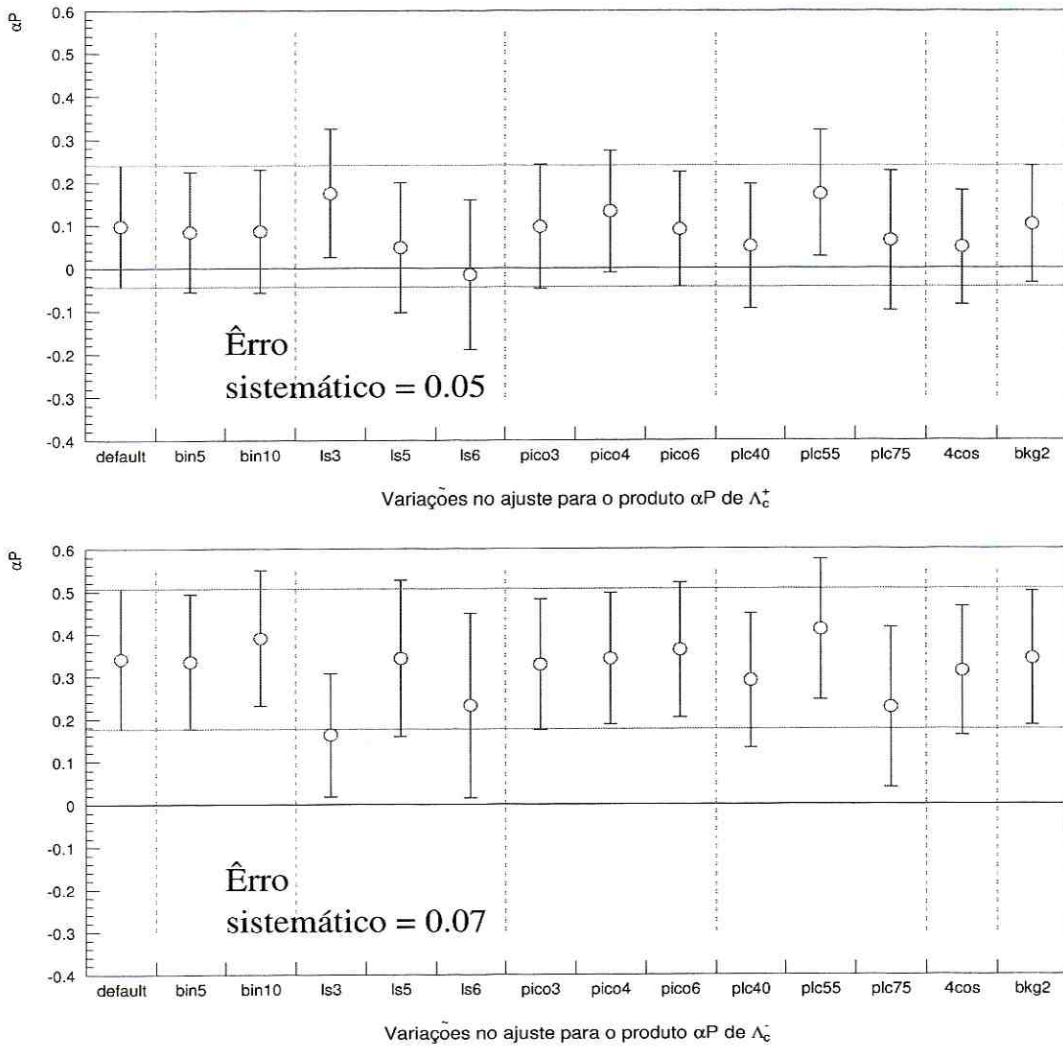 αP
0.6
0.5
0.4
0.3
0.2
0.1
0
-0.1
-0.2
-0.3
-0.4
Êrro
sistemático = 0.05
default bin5 bin10 ls3 ls5 ls6 pico3 pico4 pico6 plc40 plc55 plc75 4cos bkg2
Variações no ajuste para o produto αP de Λc+
αP
0.6
0.5
0.4
0.3
0.2
0.1
0
-0.1
-0.2
-0.3
-0.4
Êrro
sistemático = 0.07
default bin5 bin10 ls3 ls5 ls6 pico3 pico4 pico6 plc40 plc55 plc75 4cos bkg2
Variações no ajuste para o produto αP de Λc-